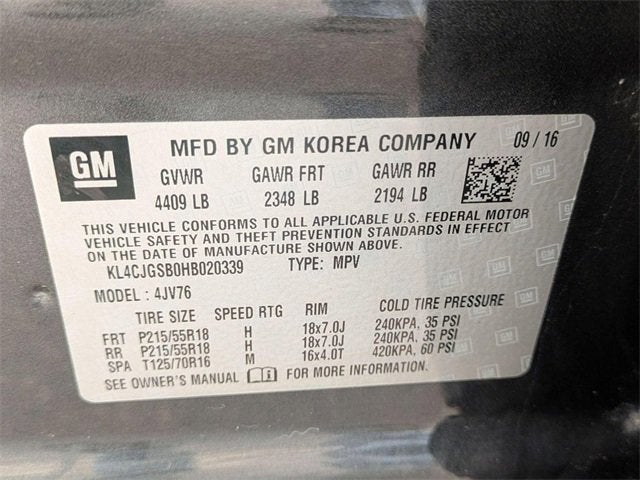 GM
MFD BY GM KOREA COMPANY 09 / 16
GVWR GAWR FRT GAWR RR
4409 LB 2348 LB 2194 LB
THIS VEHICLE CONFORMS TO ALL APPLICABLE U.S. FEDERAL MOTOR
VEHICLE SAFETY AND THEFT PREVENTION STANDARDS IN EFFECT
ON THE DATE OF MANUFACTURE SHOWN ABOVE.
KL4CJGSB0HB020339 TYPE: MPV
MODEL : 4JV76
TIRE SIZE SPEED RTG RIM COLD TIRE PRESSURE
FRT P215/55R18 H 18x7.0J 240KPA, 35 PSI
RR P215/55R18 H 18x7.0J 240KPA, 35 PSI
SPA T125/70R16 M 16x4.0T 420KPA, 60 PSI
SEE OWNER'S MANUAL FOR MORE INFORMATION.